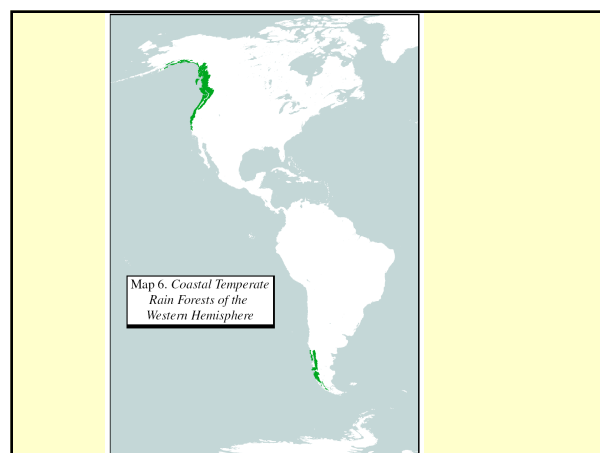 Map 6. Coastal Temperate
Rain Forests of the
Western Hemisphere